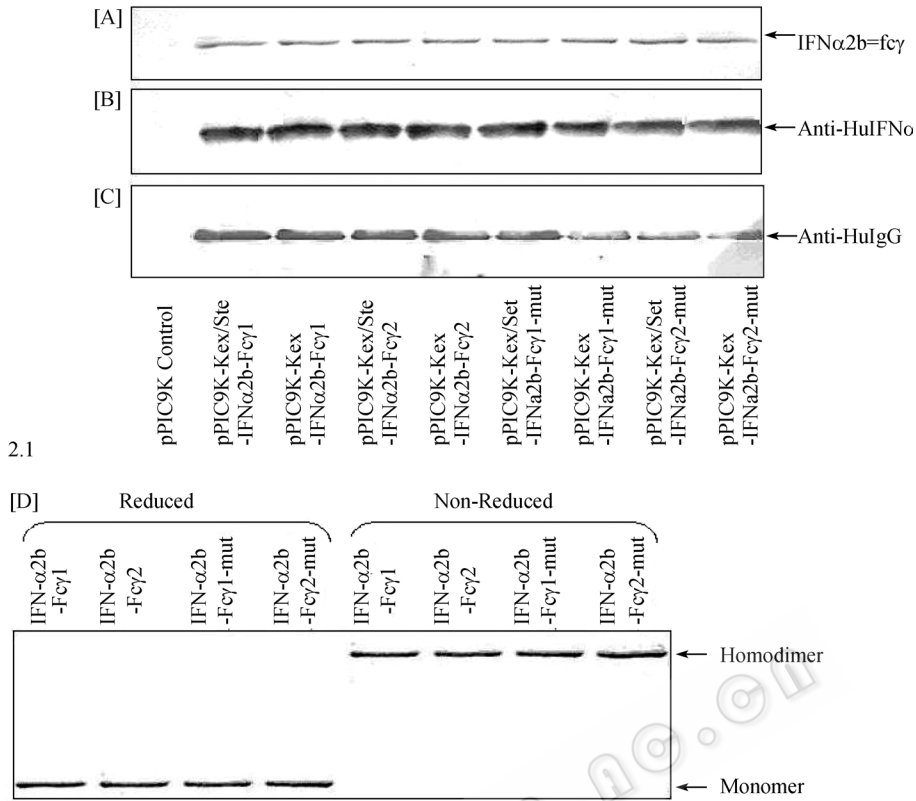 [A]
IFNα2b=fcγ
[B]
Anti-HuIFNα
[C]
Anti-HuIgG
pPIC9K Control
pPIC9K-Kex/Ste
-IFNα2b-Fcγ1
pPIC9K-Kex
-IFNα2b-Fcγ1
pPIC9K-Kex/Ste
-IFNα2b-Fcγ2
pPIC9K-Kex
-IFNα2b-Fcγ2
pPIC9K-Kex/Set
-IFNa2b-Fcγ1-mut
pPIC9K-Kex
-IFNa2b-Fcγ1-mut
pPIC9K-Kex/Set
-IFNa2b-Fcγ2-mut
pPIC9K-Kex
-IFNa2b-Fcγ2-mut
2.1
[D]
Reduced
Non-Reduced
IFN-α2b
-Fcγ1
IFN-α2b
-Fcγ2
IFN-α2b
-Fcγ1-mut
IFN-α2b
-Fcγ2-mut
IFN-α2b
-Fcγ1
IFN-α2b
-Fcγ2
IFN-α2b
-Fcγ1-mut
IFN-α2b
-Fcγ2-mut
Homodimer
Monomer
nc.cn